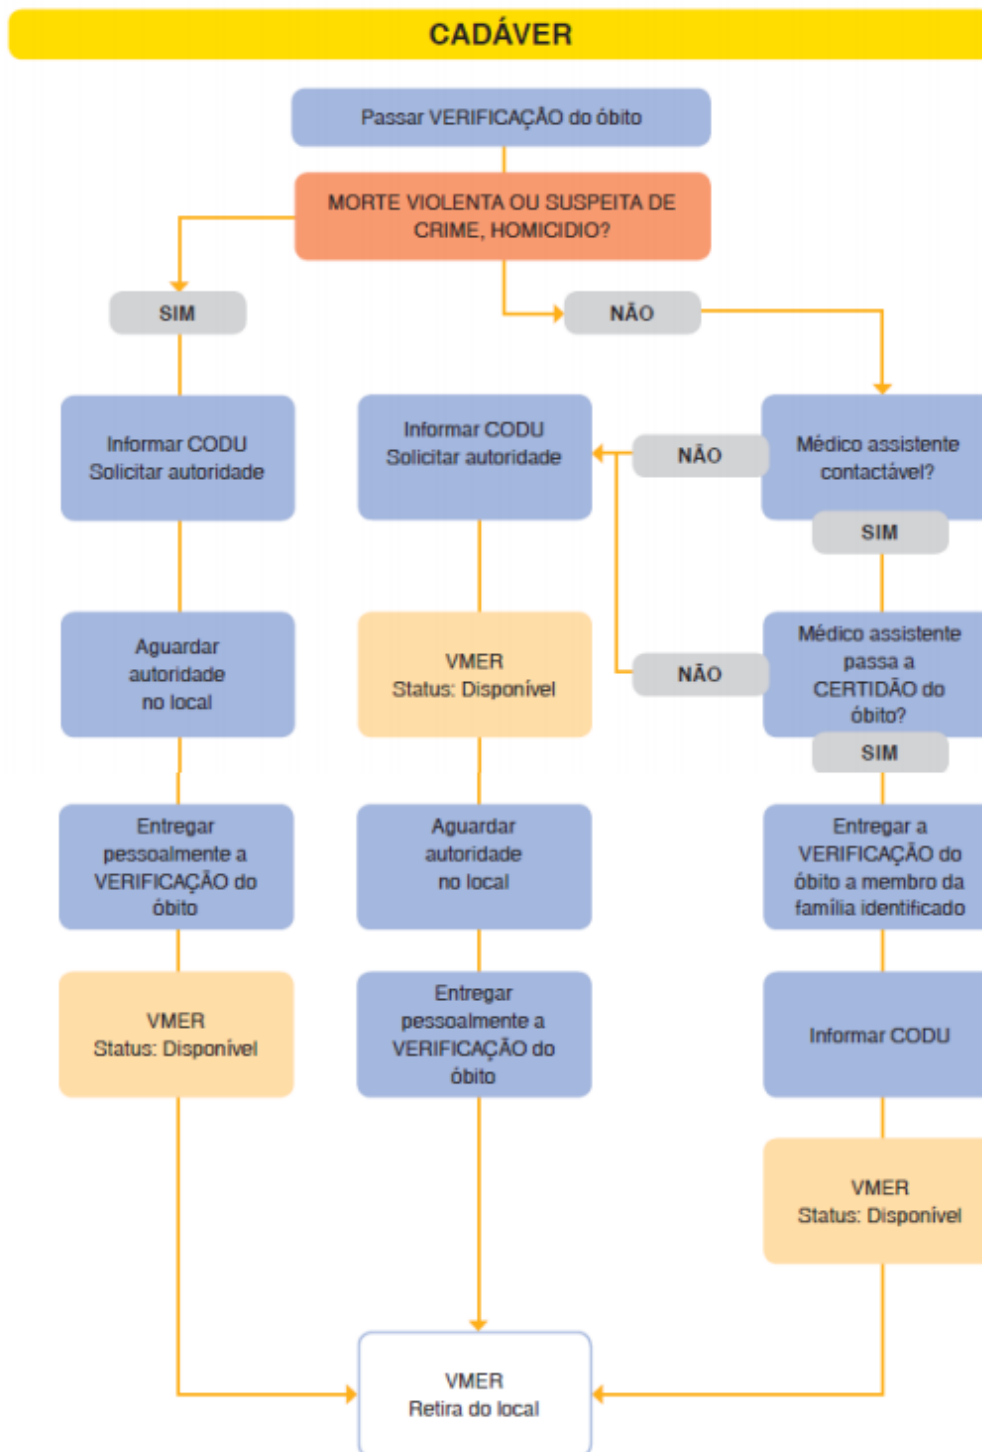 CADÁVER
Passar VERIFICAÇÃO do óbito
MORTE VIOLENTA OU SUSPEITA DE
CRIME, HOMICIDIO?
SIM
NÃO
Informar CODU
Solicitar autoridade
Informar CODU
Solicitar autoridade
NÃO
Médico assistente
contactável?
SIM
Aguardar
autoridade
no local
VMER
Status: Disponível
NÃO
Médico assistente
passa a
CERTIDÃO do
óbito?
SIM
Entregar
pessoalmente a
VERIFICAÇÃO do
óbito
Aguardar
autoridade
no local
Entregar a
VERIFICAÇÃO do
óbito a membro da
família identificado
VMER
Status: Disponível
Entregar
pessoalmente a
VERIFICAÇÃO do
óbito
Informar CODU
VMER
Status: Disponível
VMER
Retira do local